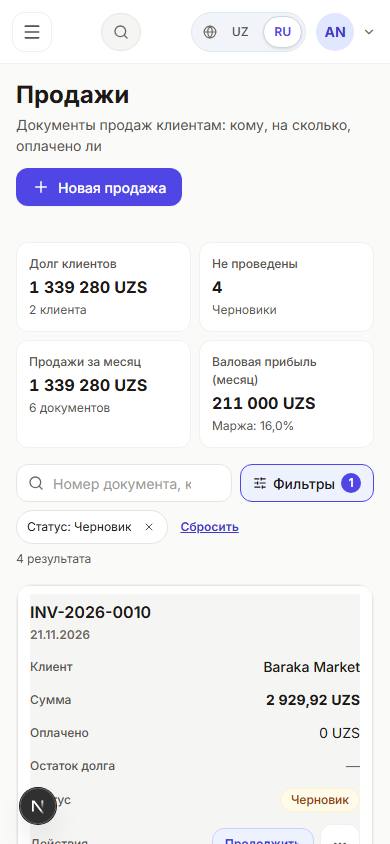 UZ
RU
AN
Продажи
Документы продаж клиентам: кому, на сколько,
оплачено ли
Новая продажа
Долг клиентов
1 339 280 UZS
2 клиента
Не проведены
4
Черновики
Продажи за месяц
1 339 280 UZS
6 документов
Валовая прибыль
(месяц)
211 000 UZS
Маржа: 16,0%
Номер документа, к
Фильтры 1
Статус: Черновик
Сбросить
4 результата
INV-2026-0010
21.11.2026
Клиент
Baraka Market
Сумма
2 929,92 UZS
Оплачено
0 UZS
Остаток долга
—
N
Черновик
Действия
Продолжить